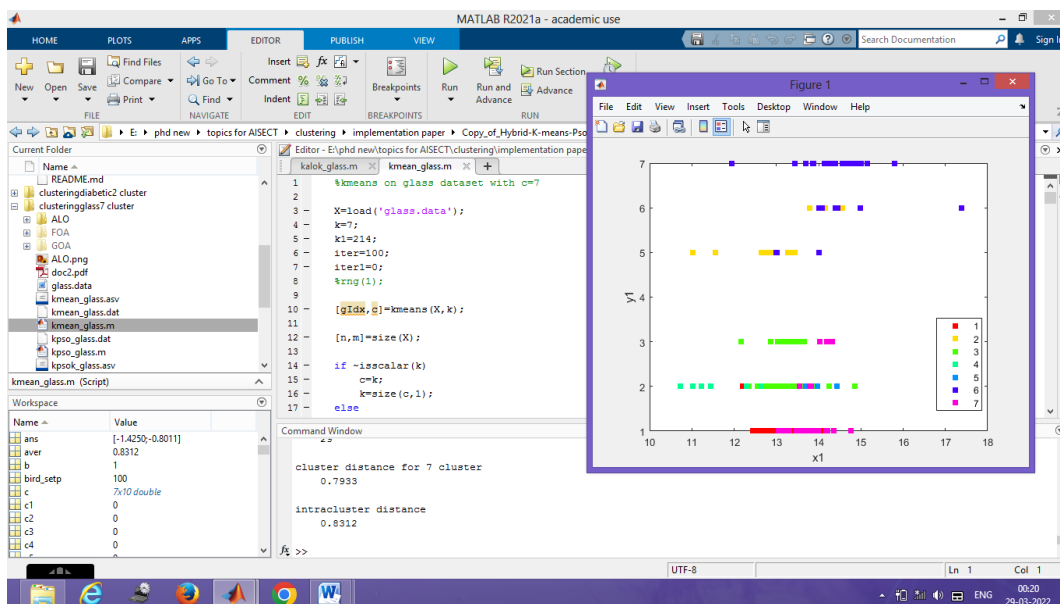 MATLAB R2021a - academic use
HOME PLOTS APPS EDITOR PUBLISH VIEW
Search Documentation
Sign In
New Open Save
Find Files
Compare
Print
Go To
Find
Insert
Comment
Indent
Breakpoints
Run
Run and Advance
Run Section
Advance
FILE NAVIGATE EDIT BREAKPOINTS RUN
E: phd new topics for AISECT clustering implementation paper Copy_of_Hybrid-K-means-Pso
Current Folder
Name
README.md
clusteringdiabetic2 cluster
clusteringglass7 cluster
ALO
FOA
GOA
ALO.png
doc2.pdf
glass.data
kmean_glass.asv
kmean_glass.dat
kmean_glass.m
kpso_glass.dat
kpso_glass.m
kpsok_glass.asv
kmean_glass.m (Script)
Workspace
Name Value
ans [-1.4250;-0.8011]
aver 0.8312
b 1
bird_setp 100
c 7x10 double
c1 0
c2 0
c3 0
c4 0
Editor - E:\phd new\topics for AISECT\clustering\implementation pape
kalok_glass.m kmean_glass.m
1 %kmeans on glass dataset with c=7
2
3 – X=load('glass.data');
4 – k=7;
5 – k1=214;
6 – iter=100;
7 – iter1=0;
8 %rng(1);
9
10 – [gIdx,c]=kmeans(X,k);
11
12 – [n,m]=size(X);
13
14 – if ~isscalar(k)
15 – c=k;
16 – k=size(c,1);
17 – else
Command Window
29
cluster distance for 7 cluster
0.7933
intracluster distance
0.8312
fx >>
Figure 1
File Edit View Insert Tools Desktop Window Help
7
6
5
4
3
2
1
y1
10 11 12 13 14 15 16 17 18
x1
1
2
3
4
5
6
7
UTF-8 Ln 1 Col 1
ENG
00:20
29-03-2022